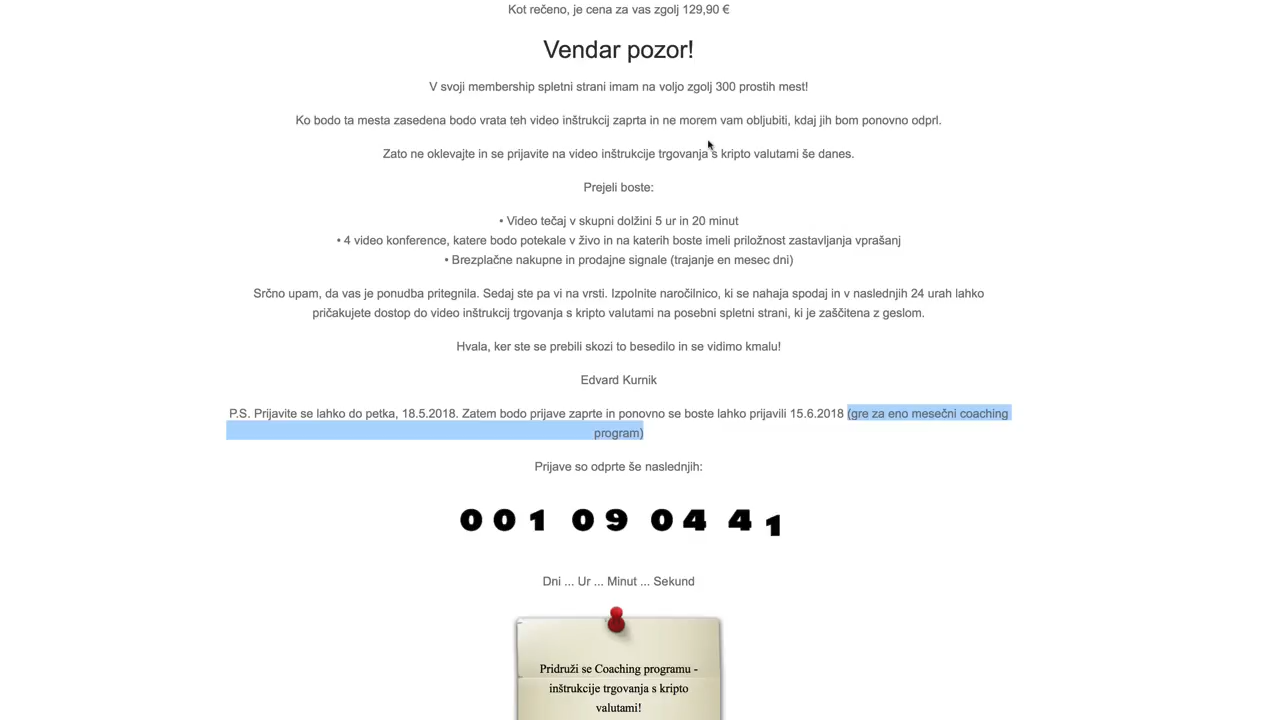 Kot rečeno, je cena za vas zgolj 129,90 €
Vendar pozor!
V svoji membership spletni strani imam na voljo zgolj 300 prostih mest!
Ko bodo ta mesta zasedena bodo vrata teh video inštrukcij zaprta in ne morem vam obljubiti, kdaj jih bom ponovno odprl.
Zato ne oklevajte in se prijavite na video inštrukcije trgovanja s kripto valutami še danes.
Prejeli boste:
• Video tečaj v skupni dolžini 5 ur in 20 minut
• 4 video konference, katere bodo potekale v živo in na katerih boste imeli priložnost zastavljanja vprašanj
• Brezplačne nakupne in prodajne signale (trajanje en mesec dni)
Srčno upam, da vas je ponudba pritegnila. Sedaj ste pa vi na vrsti. Izpolnite naročilnico, ki se nahaja spodaj in v naslednjih 24 urah lahko
pričakujete dostop do video inštrukcij trgovanja s kripto valutami na posebni spletni strani, ki je zaščitena z geslom.
Hvala, ker ste se prebili skozi to besedilo in se vidimo kmalu!
Edvard Kurnik
P.S. Prijavite se lahko do petka, 18.5.2018. Zatem bodo prijave zaprte in ponovno se boste lahko prijavili 15.6.2018 (gre za eno mesečni coaching
program)
Prijave so odprte še naslednjih:
001 09 04 41
Dni ... Ur ... Minut ... Sekund
Pridruži se Coaching programu -
inštrukcije trgovanja s kripto
valutami!